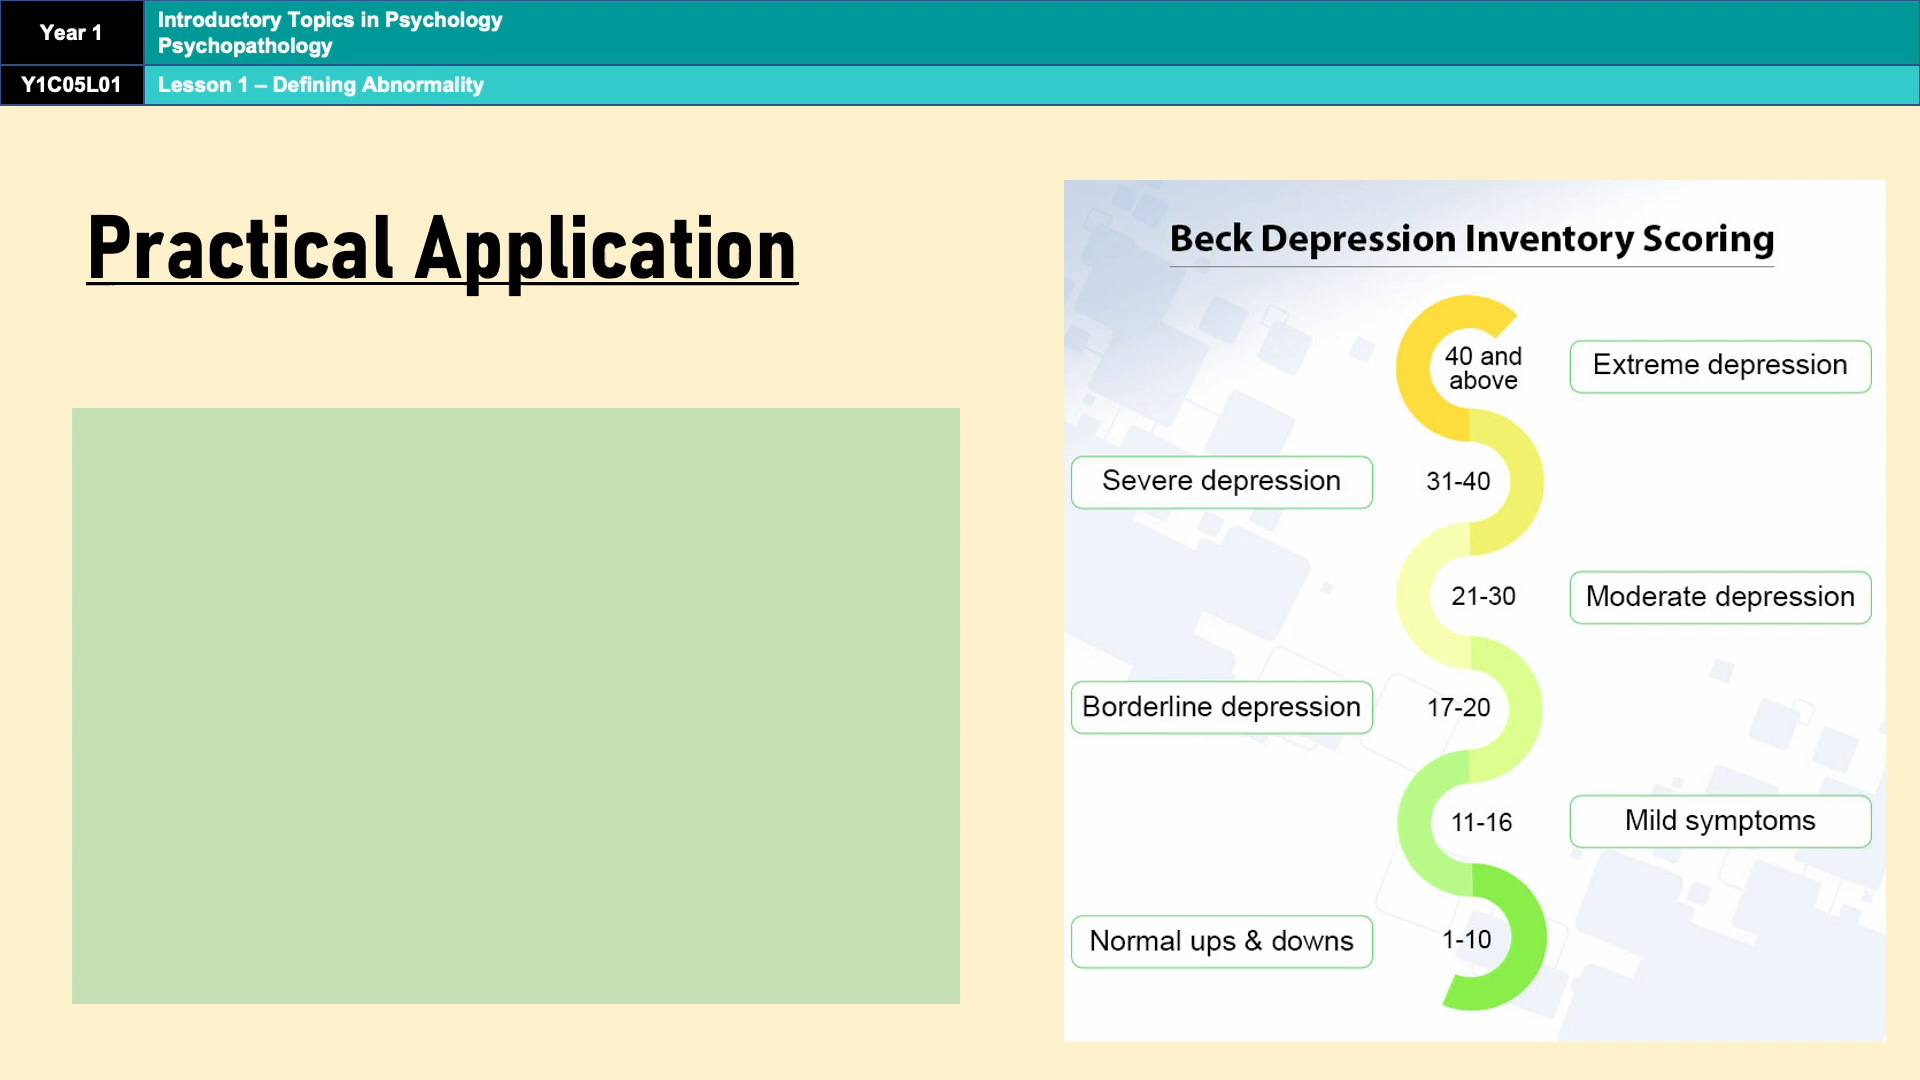 Year 1
Introductory Topics in Psychology
Psychopathology
Y1C05L01
Lesson 1 – Defining Abnormality
Practical Application
Beck Depression Inventory Scoring
40 and
above
Extreme depression
Severe depression
31-40
21-30
Moderate depression
Borderline depression
17-20
11-16
Mild symptoms
Normal ups & downs
1-10